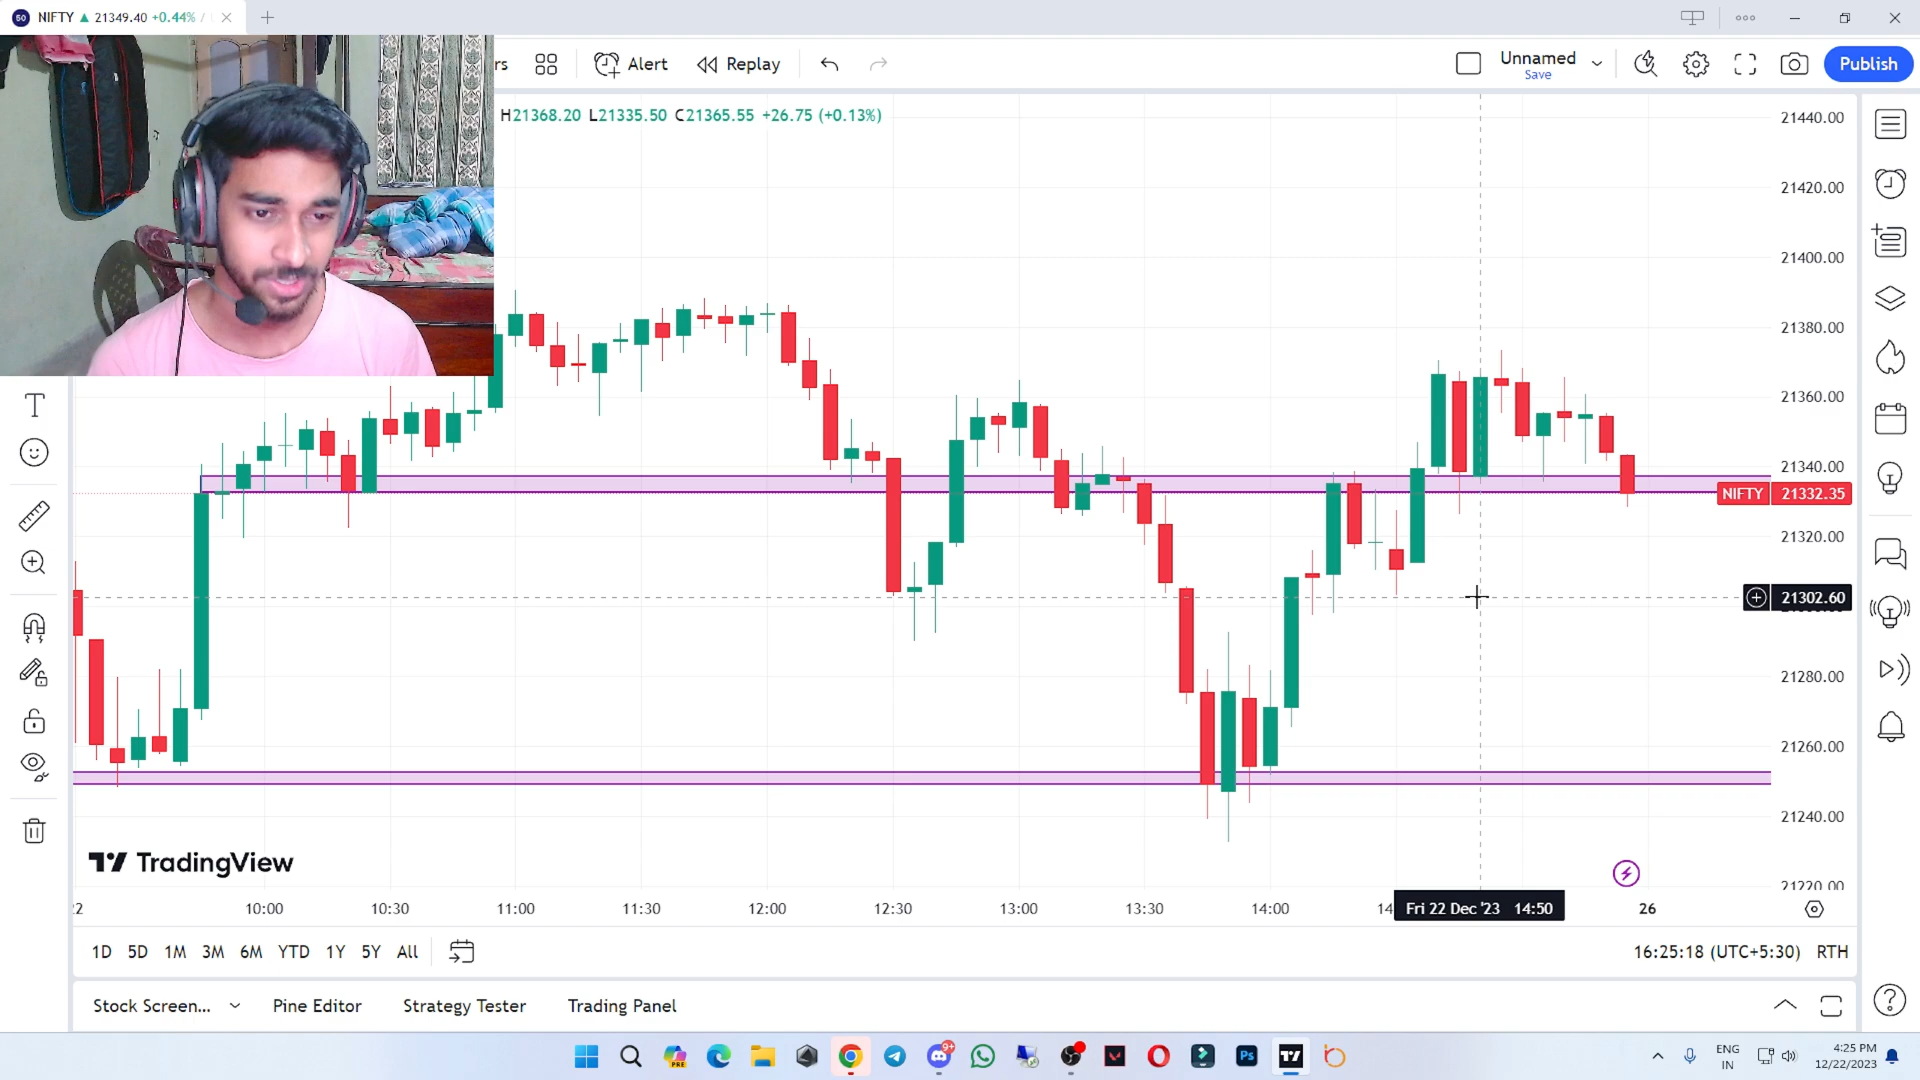 50 NIFTY ▲ 21349.40 +0.44% /
rs Alert Replay Unnamed Save Publish
H21368.20 L21335.50 C21365.55 +26.75 (+0.13%)
21440.00
21420.00
21400.00
21380.00
21360.00
21340.00
NIFTY 21332.35
21320.00
21302.60
21280.00
21260.00
21240.00
21220.00
TradingView
10:00 10:30 11:00 11:30 12:00 12:30 13:00 13:30 14:00 14 Fri 22 Dec '23 14:50 26
1D 5D 1M 3M 6M YTD 1Y 5Y All 16:25:18 (UTC+5:30) RTH
Stock Screen... Pine Editor Strategy Tester Trading Panel
PRE 9+ Ps ENG IN 4:25 PM 12/22/2023